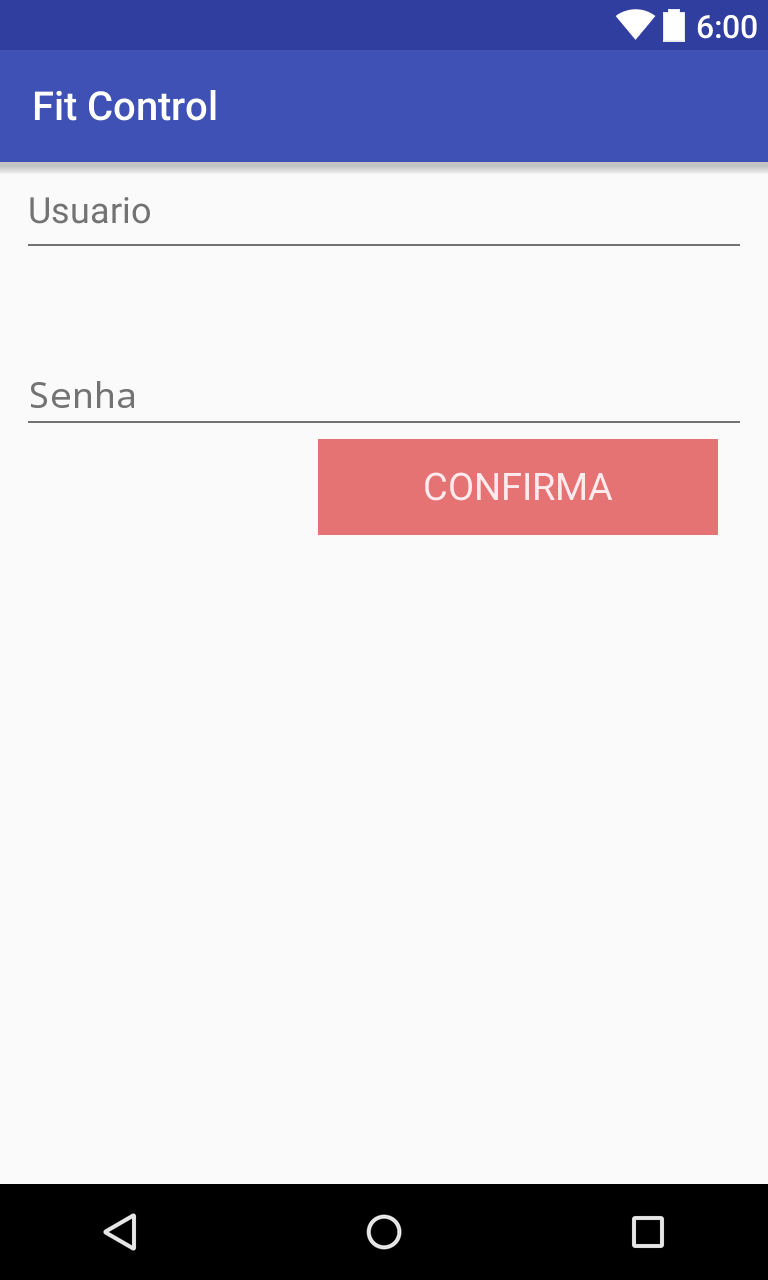 6:00
Fit Control
Usuario
Senha
CONFIRMA